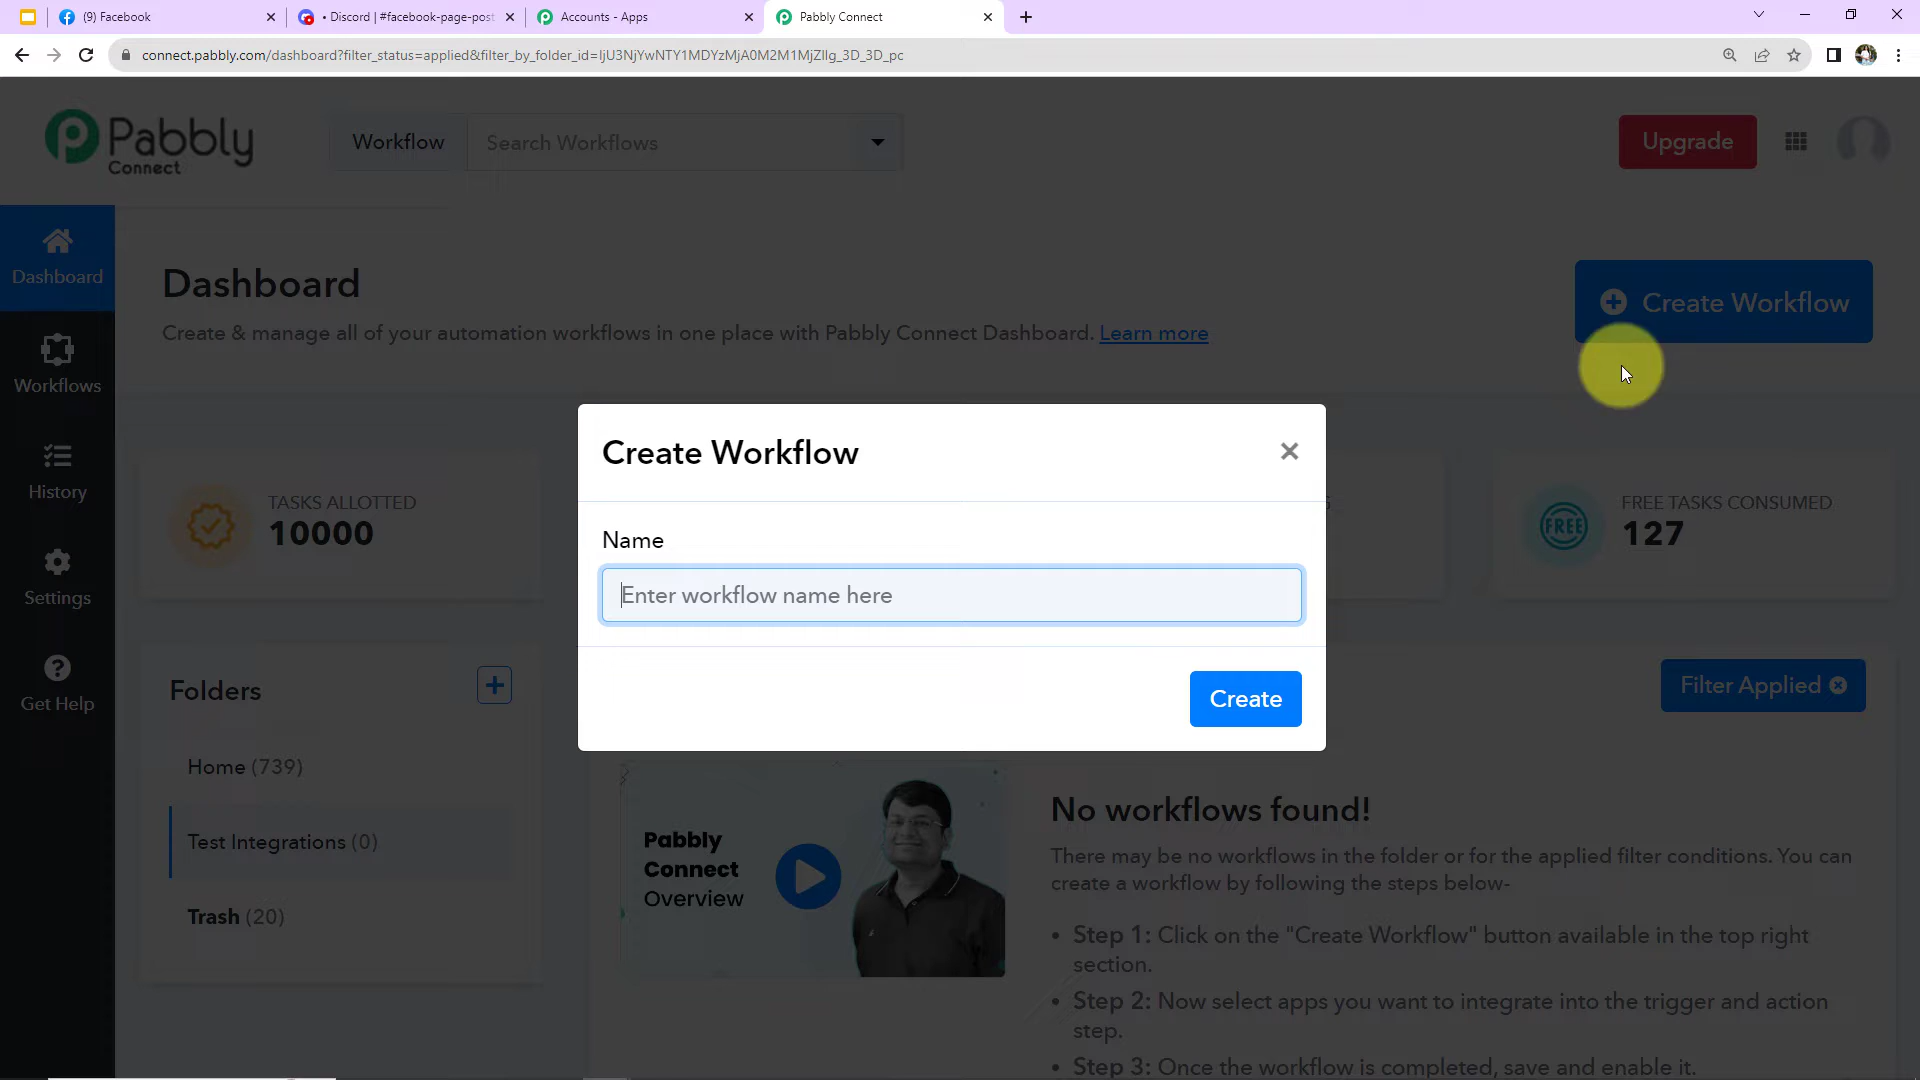 (9) Facebook
• Discord | #facebook-page-post
Accounts - Apps
Pabbly Connect
connect.pabbly.com/dashboard?filter_status=applied&filter_by_folder_id=IjU3NjYwNTY1MDYzMjA0M2M1MjZlIg_3D_3D_pc
Pabbly
Connect
Workflow
Search Workflows
Upgrade
Dashboard
Workflows
History
Settings
Get Help
Dashboard
Create & manage all of your automation workflows in one place with Pabbly Connect Dashboard. Learn more
Create Workflow
TASKS ALLOTTED
10000
FREE
FREE TASKS CONSUMED
127
Create Workflow
Name
Enter workflow name here
Create
Folders
Home (739)
Test Integrations (0)
Trash (20)
Filter Applied
Pabbly
Connect
Overview
No workflows found!
There may be no workflows in the folder or for the applied filter conditions. You can
create a workflow by following the steps below-
• Step 1: Click on the "Create Workflow" button available in the top right
section.
• Step 2: Now select apps you want to integrate into the trigger and action
step.
• Step 3: Once the workflow is completed, save and enable it.